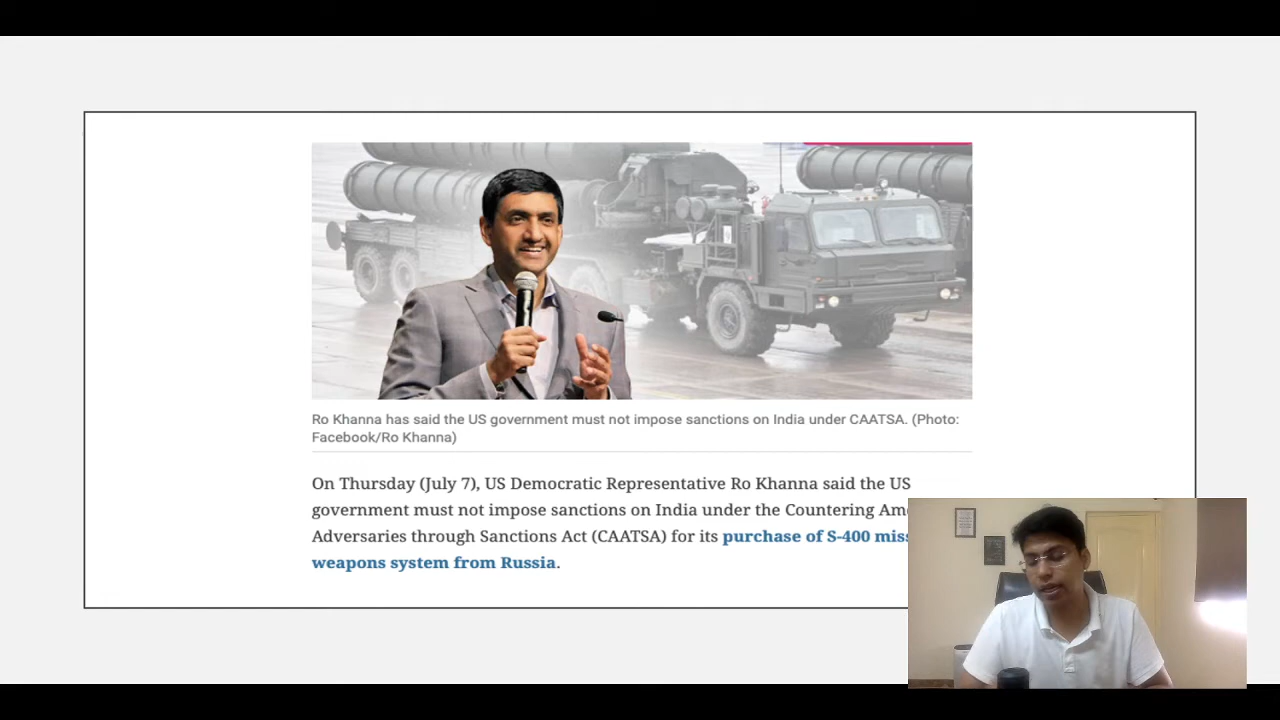 Ro Khanna has said the US government must not impose sanctions on India under CAATSA. (Photo:
Facebook/Ro Khanna)
On Thursday (July 7), US Democratic Representative Ro Khanna said the US
government must not impose sanctions on India under the Countering
Adversaries through Sanctions Act (CAATSA) for its purchase of S-400
weapons system from Russia.